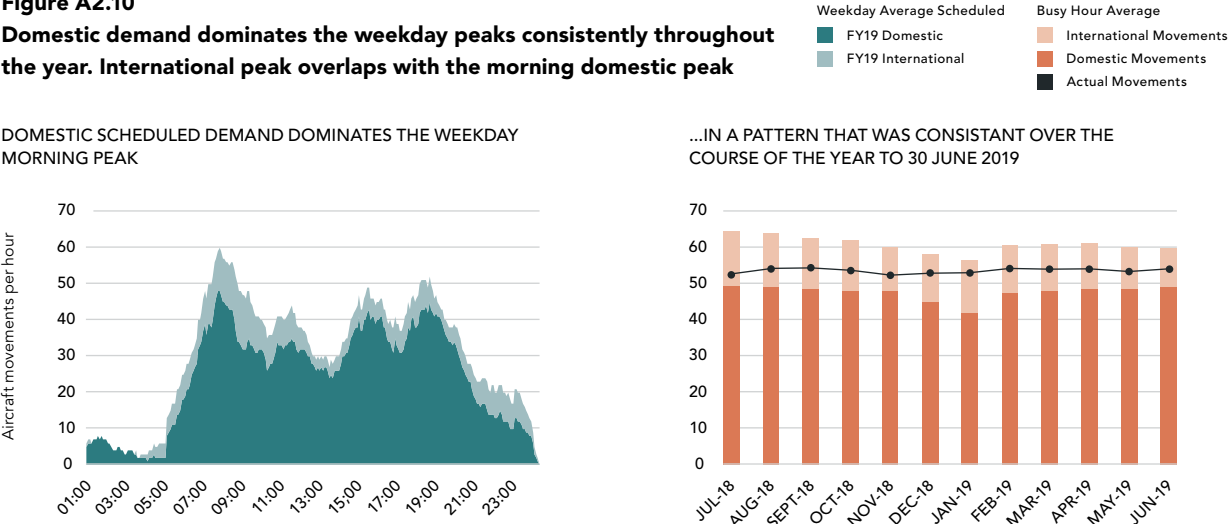 Figure A2.10
Domestic demand dominates the weekday peaks consistently throughout
the year. International peak overlaps with the morning domestic peak
Weekday Average Scheduled
FY19 Domestic
FY19 International
Busy Hour Average
International Movements
Domestic Movements
Actual Movements
DOMESTIC SCHEDULED DEMAND DOMINATES THE WEEKDAY
MORNING PEAK
Aircraft movements per hour
70
60
50
40
30
20
10
0
01:00
03:00
05:00
07:00
09:00
11:00
13:00
15:00
17:00
19:00
21:00
23:00
...IN A PATTERN THAT WAS CONSISTANT OVER THE
COURSE OF THE YEAR TO 30 JUNE 2019
70
60
50
40
30
20
10
0
JUL-18
AUG-18
SEPT-18
OCT-18
NOV-18
DEC-18
JAN-19
FEB-19
MAR-19
APR-19
MAY-19
JUN-19